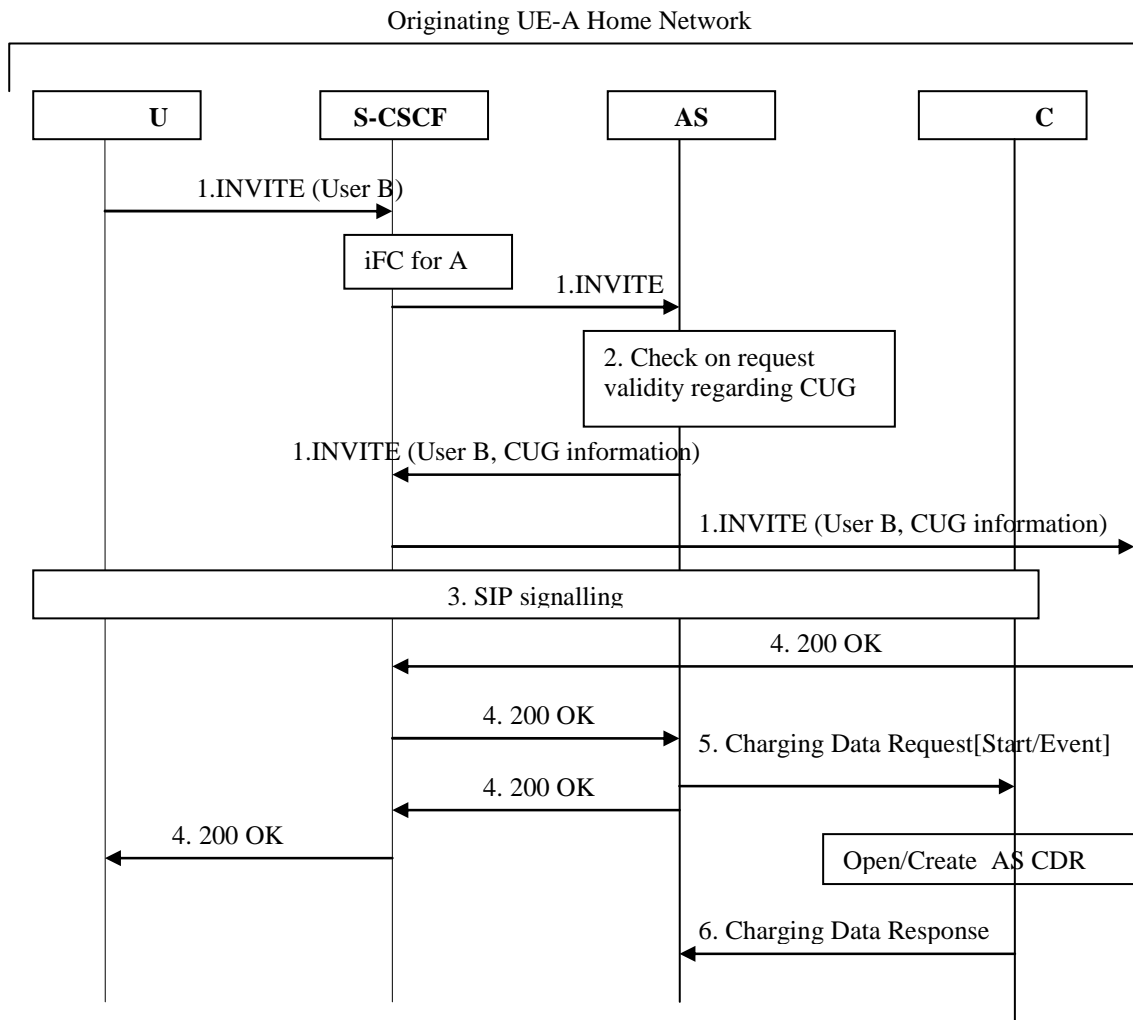 Originating UE-A Home Network
U
S-CSCF
AS
C
1.INVITE (User B)
iFC for A
1.INVITE
2. Check on request
validity regarding CUG
1.INVITE (User B, CUG information)
1.INVITE (User B, CUG information)
3. SIP signalling
4. 200 OK
4. 200 OK
5. Charging Data Request[Start/Event]
4. 200 OK
4. 200 OK
Open/Create AS CDR
6. Charging Data Response